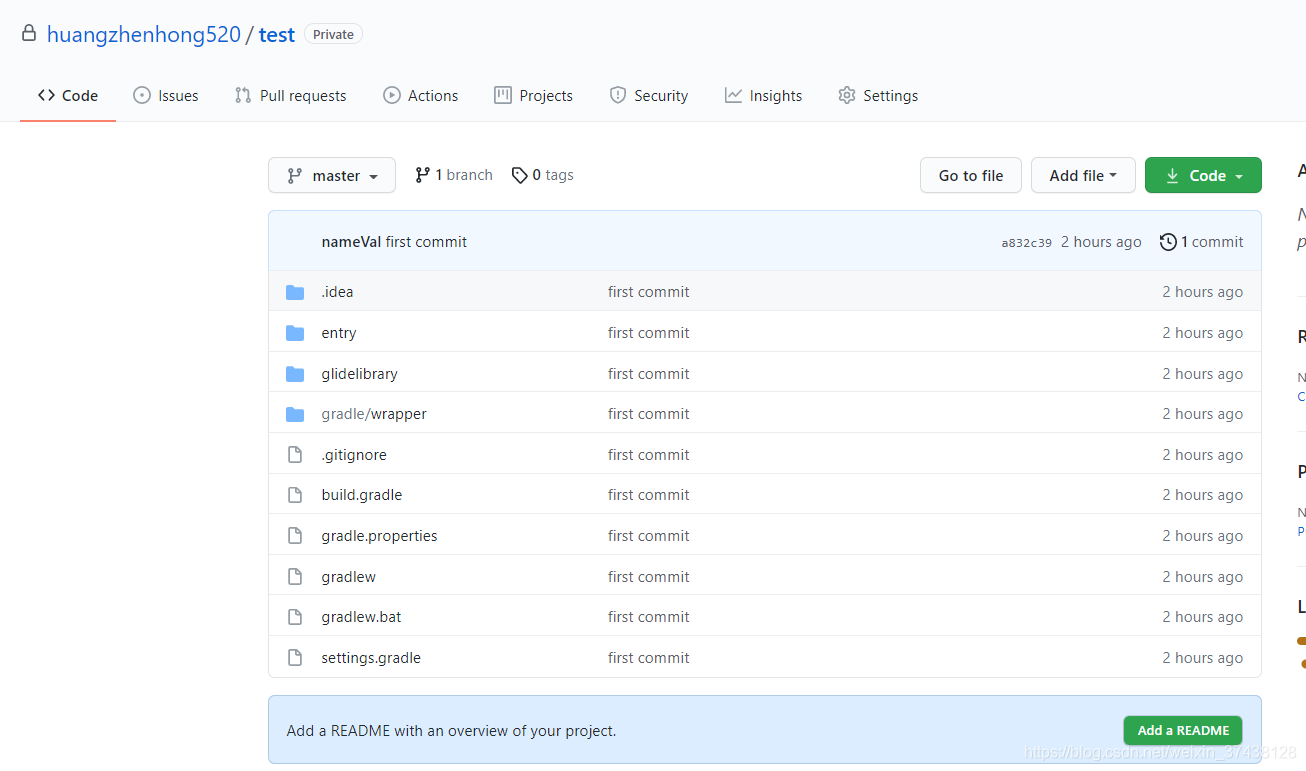 huangzhenhong520 / test Private
Code Issues Pull requests Actions Projects Security Insights Settings
master 1 branch 0 tags Go to file Add file Code
nameVal first commit a832c39 2 hours ago 1 commit
.idea first commit 2 hours ago
entry first commit 2 hours ago
glidelibrary first commit 2 hours ago
gradle/wrapper first commit 2 hours ago
.gitignore first commit 2 hours ago
build.gradle first commit 2 hours ago
gradle.properties first commit 2 hours ago
gradlew first commit 2 hours ago
gradlew.bat first commit 2 hours ago
settings.gradle first commit 2 hours ago
Add a README with an overview of your project. Add a README
https://blog.csdn.net/weixin_37438128